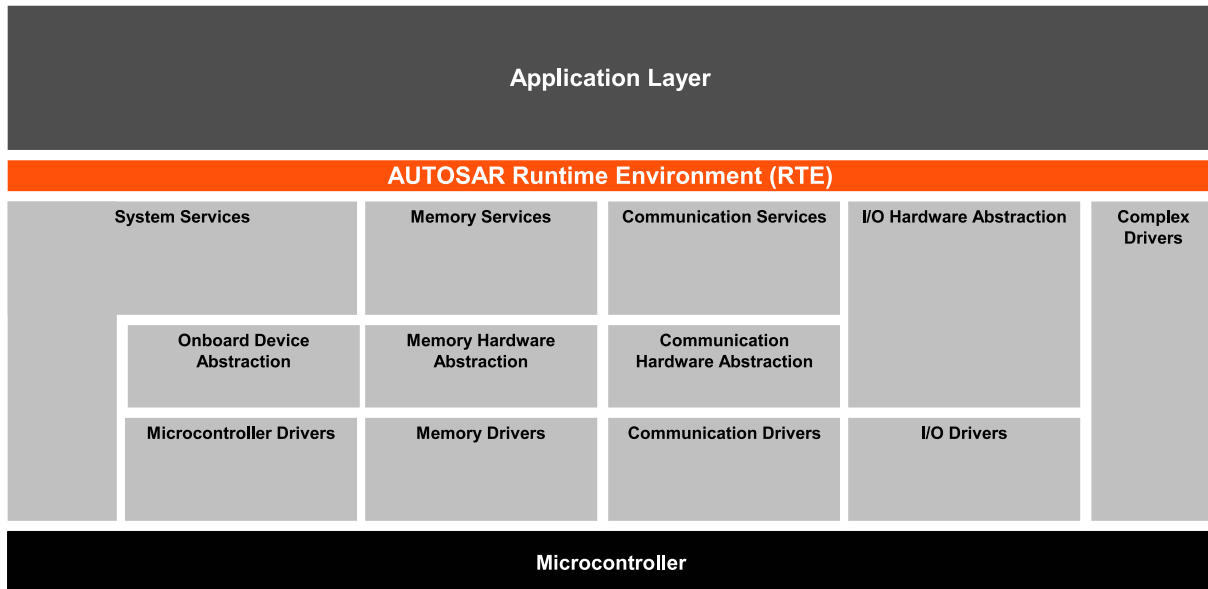 Application Layer
AUTOSAR Runtime Environment (RTE)
System Services
Memory Services
Communication Services
I/O Hardware Abstraction
Complex
Drivers
Onboard Device
Abstraction
Memory Hardware
Abstraction
Communication
Hardware Abstraction
Microcontroller Drivers
Memory Drivers
Communication Drivers
I/O Drivers
Microcontroller